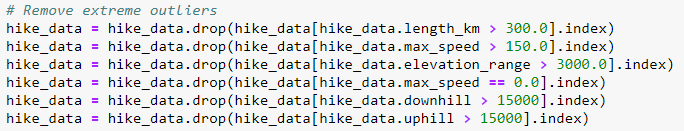 # Remove extreme outliers
hike_data = hike_data.drop(hike_data[hike_data.length_km > 300.0].index)
hike_data = hike_data.drop(hike_data[hike_data.max_speed > 150.0].index)
hike_data = hike_data.drop(hike_data[hike_data.elevation_range > 3000.0].index)
hike_data = hike_data.drop(hike_data[hike_data.max_speed == 0.0].index)
hike_data = hike_data.drop(hike_data[hike_data.downhill > 15000].index)
hike_data = hike_data.drop(hike_data[hike_data.uphill > 15000].index)